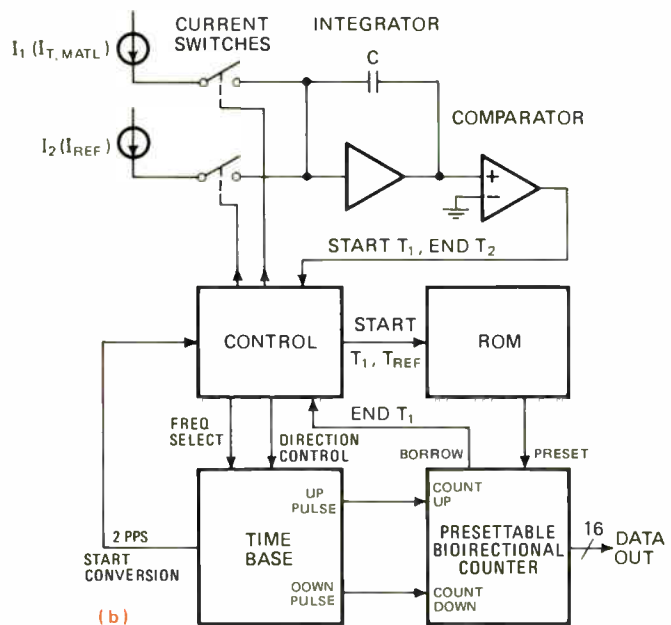 CURRENT
SWITCHES
INTEGRATOR
I1 (IT, MATL)
C
I2 (IREF)
COMPARATOR
+
−
START T1, END T2
CONTROL
START
T1, TREF
ROM
END T1
FREQ
SELECT
DIRECTION
CONTROL
BORROW
PRESET
2 PPS
START
CONVERSION
UP
PULSE
TIME
BASE
DOWN
PULSE
COUNT
UP
PRESETTABLE
BIOIRECTIONAL
COUNTER
COUNT
DOWN
16
DATA
OUT
(b)